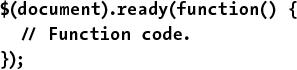 $(document).ready(function() {
  // Function code.
});